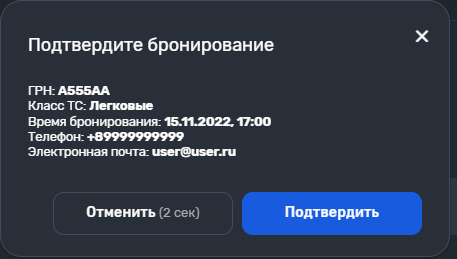 Подтвердите бронирование
ГРН: А555АА
Класс ТС: Легковые
Время бронирования: 15.11.2022, 17:00
Телефон: +89999999999
Электронная почта: user@user.ru
Отменить (2 сек)
Подтвердить